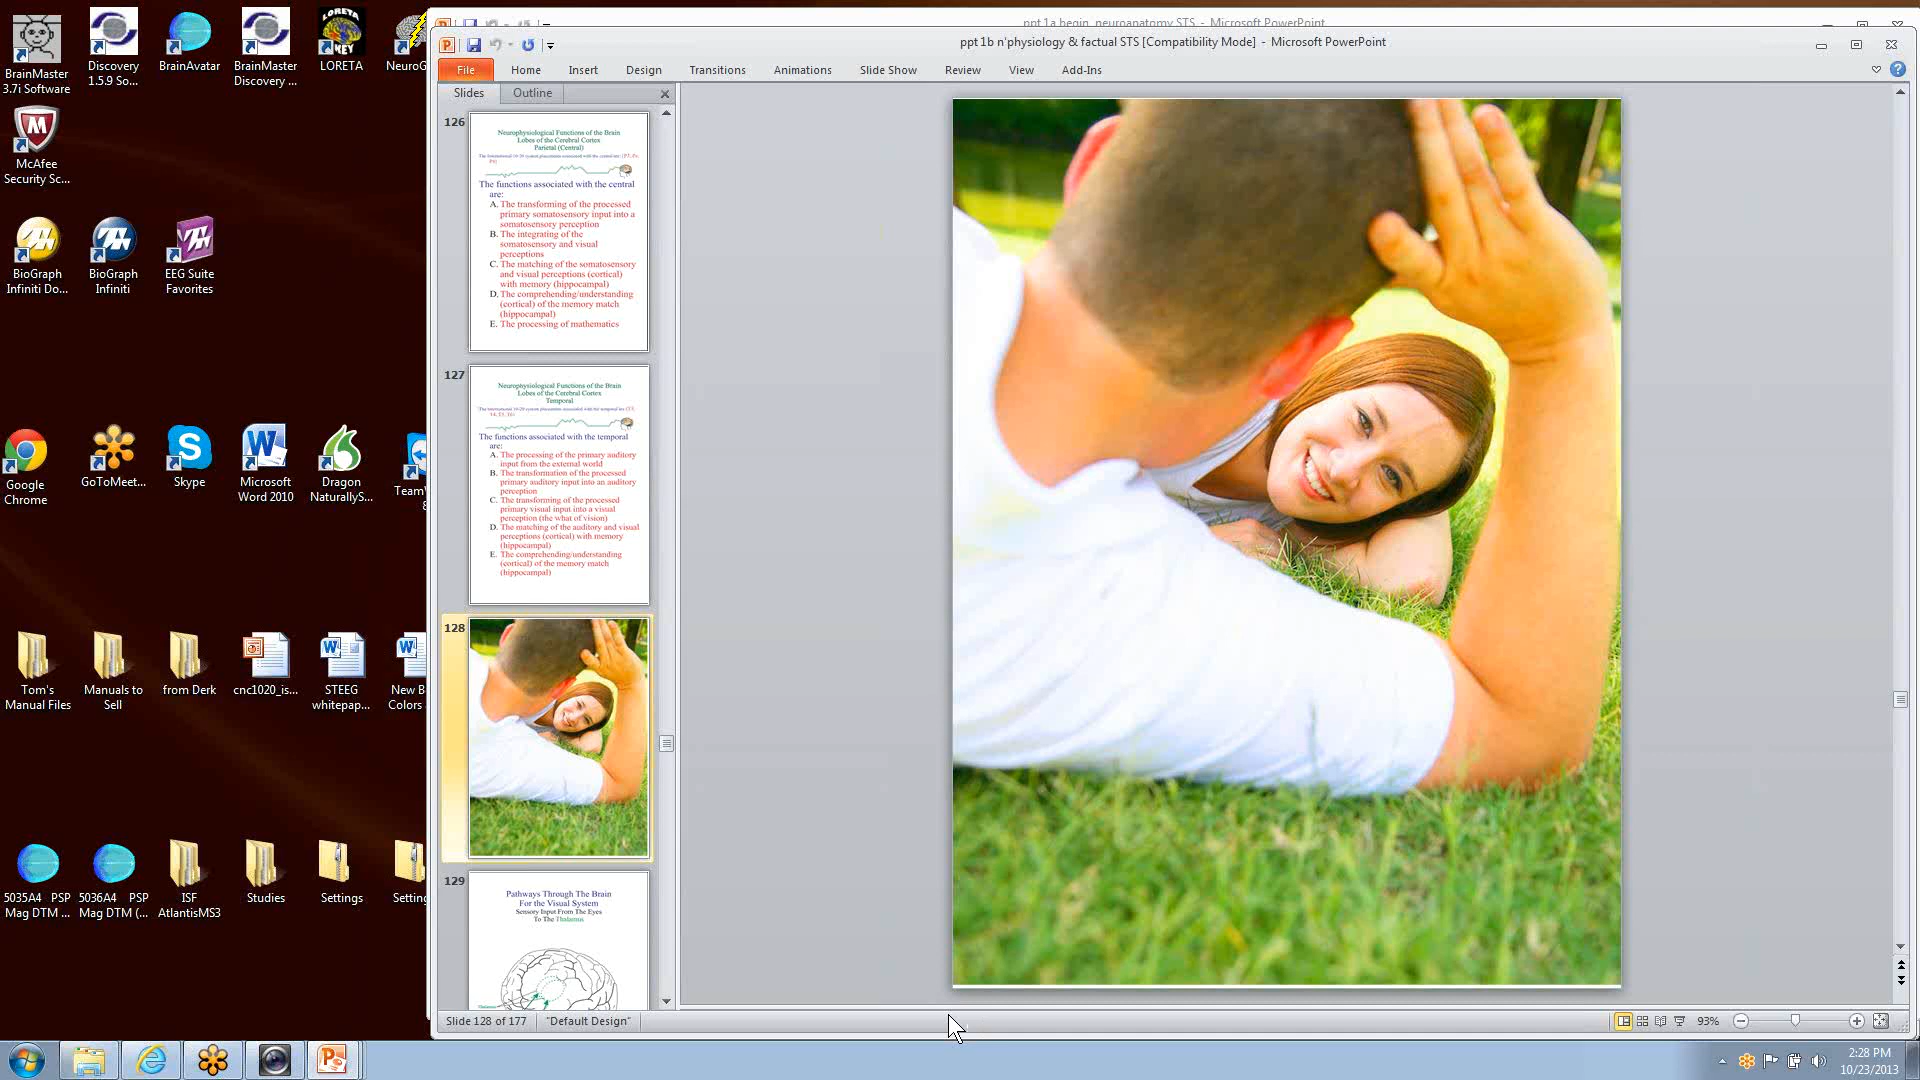 BrainMaster
3.7i Software
Discovery
1.5.9 So...
BrainAvatar
BrainMaster
Discovery ...
LORETA
KEY
LORETA
McAfee
Security Sc...
BioGraph
Infiniti Do...
BioGraph
Infiniti
EEG Suite
Favorites
Google
Chrome
GoToMeet...
Skype
Microsoft
Word 2010
Dragon
NaturallyS...
Tom's
Manual Files
Manuals to
Sell
from Derk
cnc1020_is...
STEEG
whitepap...
New B
Colors
5035A4 PSP
Mag DTM ...
5036A4 PSP
Mag DTM (...
ISF
AtlantisMS3
Studies
Settings
ppt 1a begin neuroanatomy STS - Microsoft PowerPoint
ppt 1b n'physiology & factual STS [Compatibility Mode] - Microsoft PowerPoint
File Home Insert Design Transitions Animations Slide Show Review View Add-Ins
Slides Outline
126
Neurophysiological Functions of the Brain
Lobes of the Cerebral Cortex
Parietal (Central)
The functions associated with the central
are:
A. The transforming of the processed
primary somatosensory input into a
somatosensory perception
B. The integrating of the
somatosensory and visual
perceptions
C. The matching of the somatosensory
and visual perceptions (cortical)
with memory (hippocampal)
D. The comprehending/understanding
(cortical) of the memory match
(hippocampal)
E. The processing of mathematics
127
Neurophysiological Functions of the Brain
Lobes of the Cerebral Cortex
Temporal
The functions associated with the temporal
are:
A. The processing of the primary auditory
input from the external world
B. The transformation of the processed
primary auditory input into an auditory
perception
C. The transforming of the processed
primary visual input into a visual
perception (the what of vision)
D. The matching of the auditory and visual
perceptions (cortical) with memory
(hippocampal)
E. The comprehending/understanding
(cortical) of the memory match
(hippocampal)
128
129
Pathways Through The Brain
For the Visual System
Sensory Input From The Eyes
To The Thalamus
Slide 128 of 177 "Default Design" 93%
2:28 PM
10/23/2013